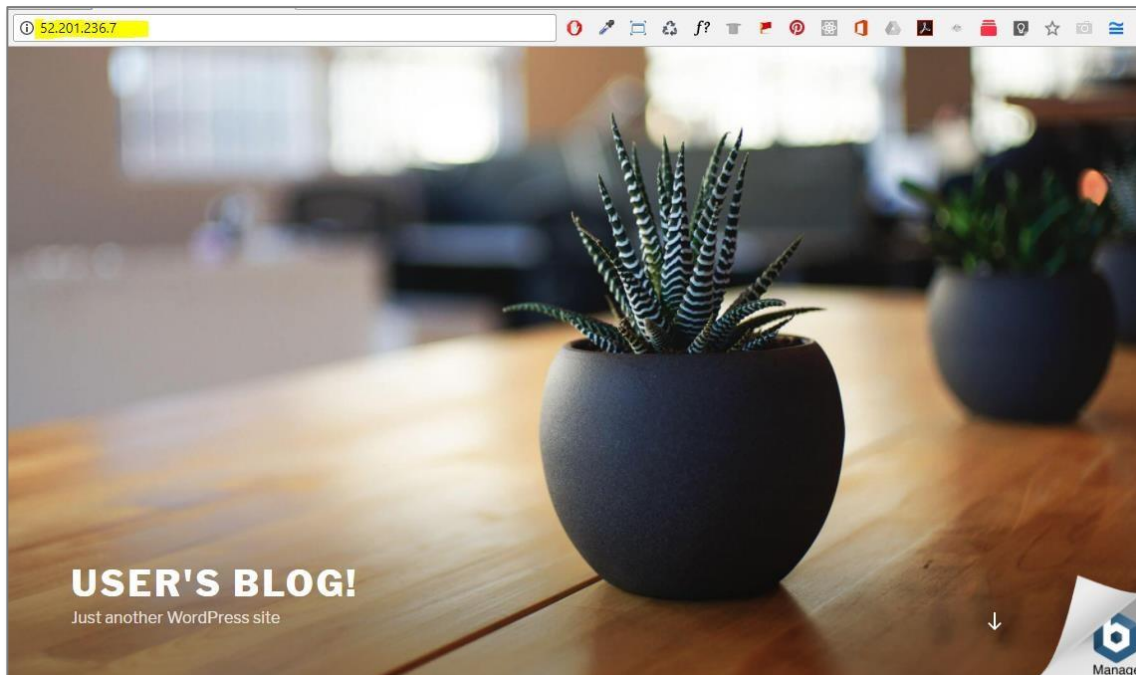 52.201.236.7
f?
USER'S BLOG!
Just another WordPress site
b
Manage